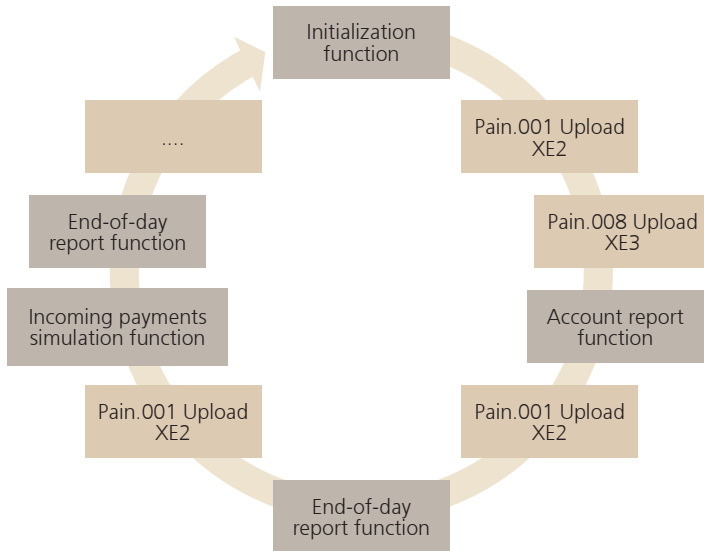 Initialization
function
Pain.001 Upload
XE2
Pain.008 Upload
XE3
Account report
function
Pain.001 Upload
XE2
End-of-day
report function
Pain.001 Upload
XE2
Incoming payments
simulation function
End-of-day
report function
....